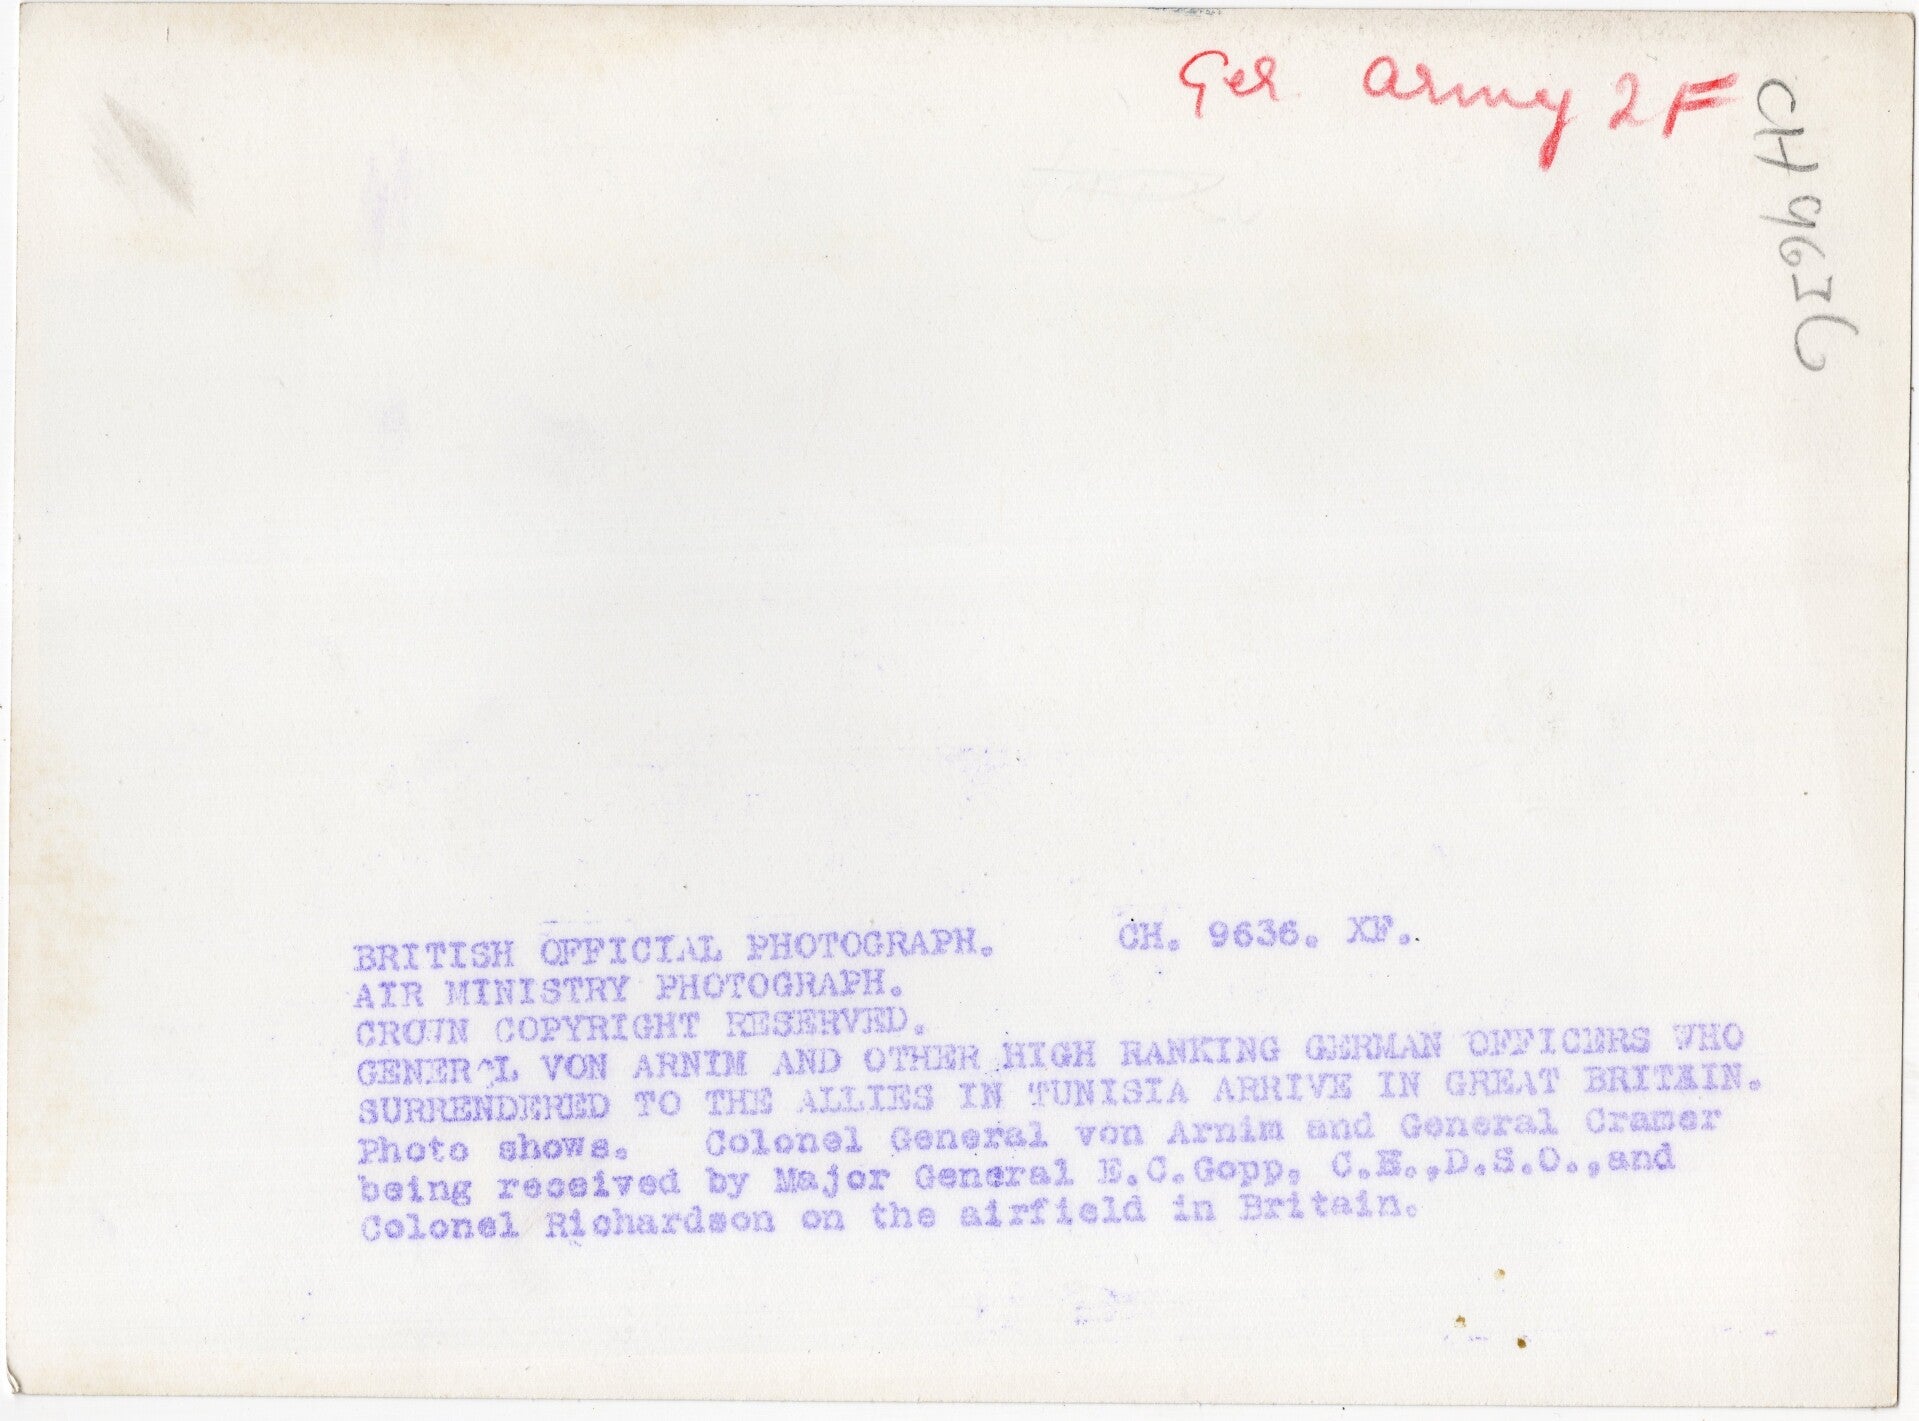 Ger army 2F
CH 9636
BRITISH OFFICIAL PHOTOGRAPH. CH. 9636. XF.
AIR MINISTRY PHOTOGRAPH.
CROWN COPYRIGHT RESERVED.
GENERAL VON ARNIM AND OTHER HIGH RANKING GERMAN OFFICERS WHO
SURRENDERED TO THE ALLIES IN TUNISIA ARRIVE IN GREAT BRITAIN.
Photo shows. Colonel General von Arnim and General Cramer
being received by Major General E.C.Gopp, C.B.,D.S.O.,and
Colonel Richardson on the airfield in Britain.